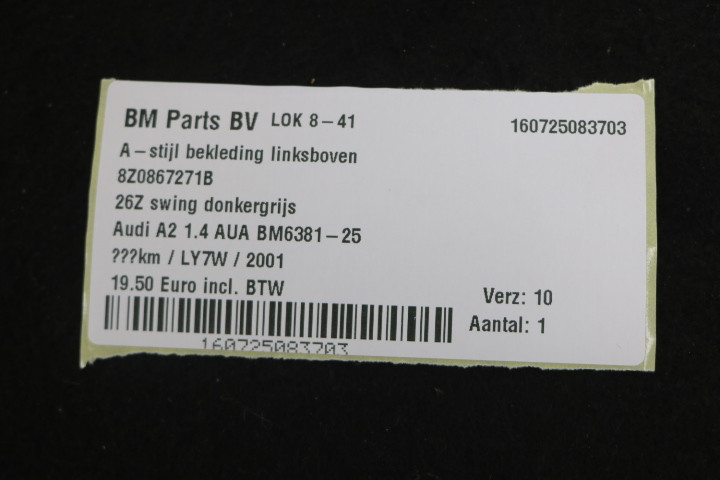 BM Parts BV LOK 8-41 160725083703
A-stijl bekleding linksboven
8Z0867271B
26Z swing donkergrijs
Audi A2 1.4 AUA BM6381-25
???km / LY7W / 2001
19.50 Euro incl. BTW
Verz: 10
Aantal: 1
160725083703